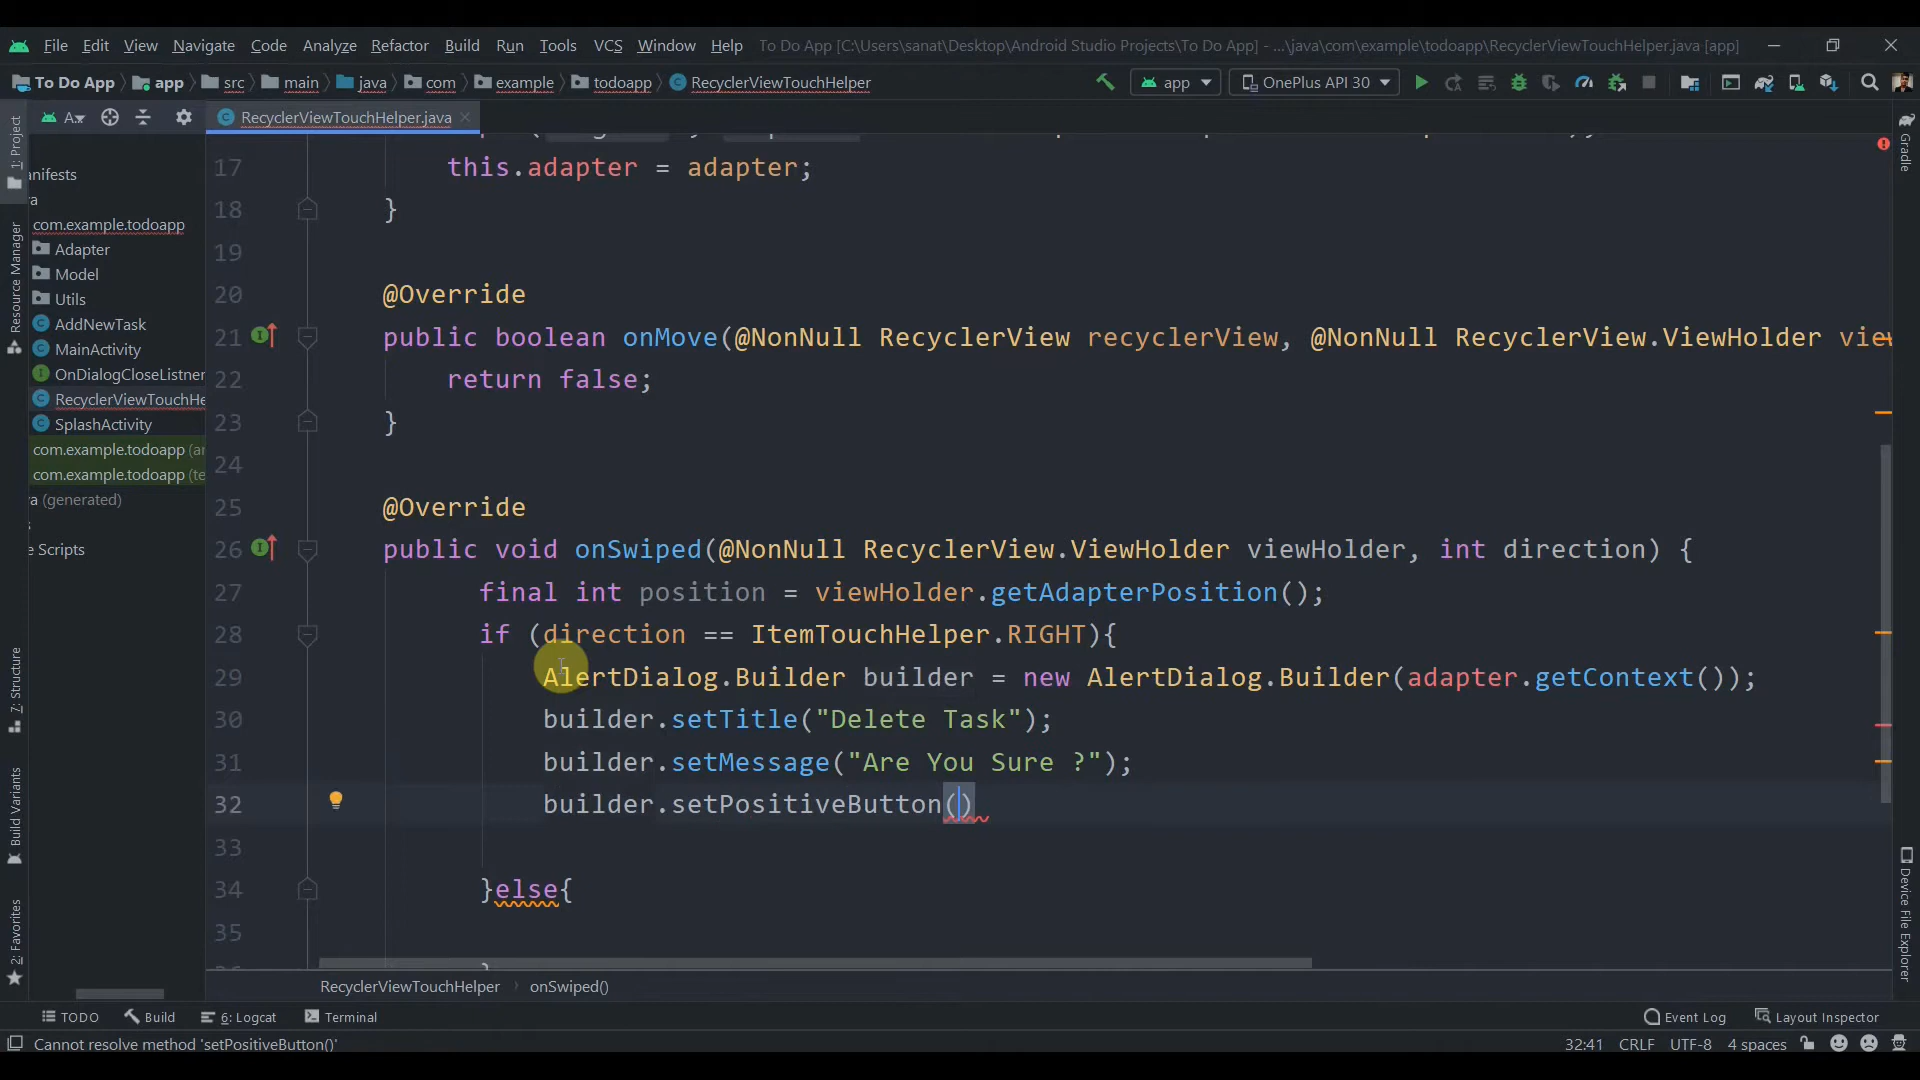 File Edit View Navigate Code Analyze Refactor Build Run Tools VCS Window Help To Do App [C:\Users\sanat\Desktop\Android Studio Projects\To Do App] - ...\java\com\example\todoapp\RecyclerViewTouchHelper.java [app]
To Do App app src main java com example todoapp RecyclerViewTouchHelper app OnePlus API 30
A RecyclerViewTouchHelper.java
1: Project
Resource Manager
7: Structure
Build Variants
2: Favorites
anifests
a
com.example.todoapp
Adapter
Model
Utils
AddNewTask
MainActivity
OnDialogCloseListner
RecyclerViewTouchHe
SplashActivity
com.example.todoapp (ar
com.example.todoapp (te
a (generated)
s
e Scripts
17 this.adapter = adapter;
18 }
19
20 @Override
21 public boolean onMove(@NonNull RecyclerView recyclerView, @NonNull RecyclerView.ViewHolder view
22 return false;
23 }
24
25 @Override
26 public void onSwiped(@NonNull RecyclerView.ViewHolder viewHolder, int direction) {
27 final int position = viewHolder.getAdapterPosition();
28 if (direction == ItemTouchHelper.RIGHT){
29 AlertDialog.Builder builder = new AlertDialog.Builder(adapter.getContext());
30 builder.setTitle("Delete Task");
31 builder.setMessage("Are You Sure ?");
32 builder.setPositiveButton()
33
34 }else{
35
}
Gradle
Device File Explorer
RecyclerViewTouchHelper onSwiped()
TODO Build 6: Logcat Terminal Event Log Layout Inspector
Cannot resolve method 'setPositiveButton()' 32:41 CRLF UTF-8 4 spaces